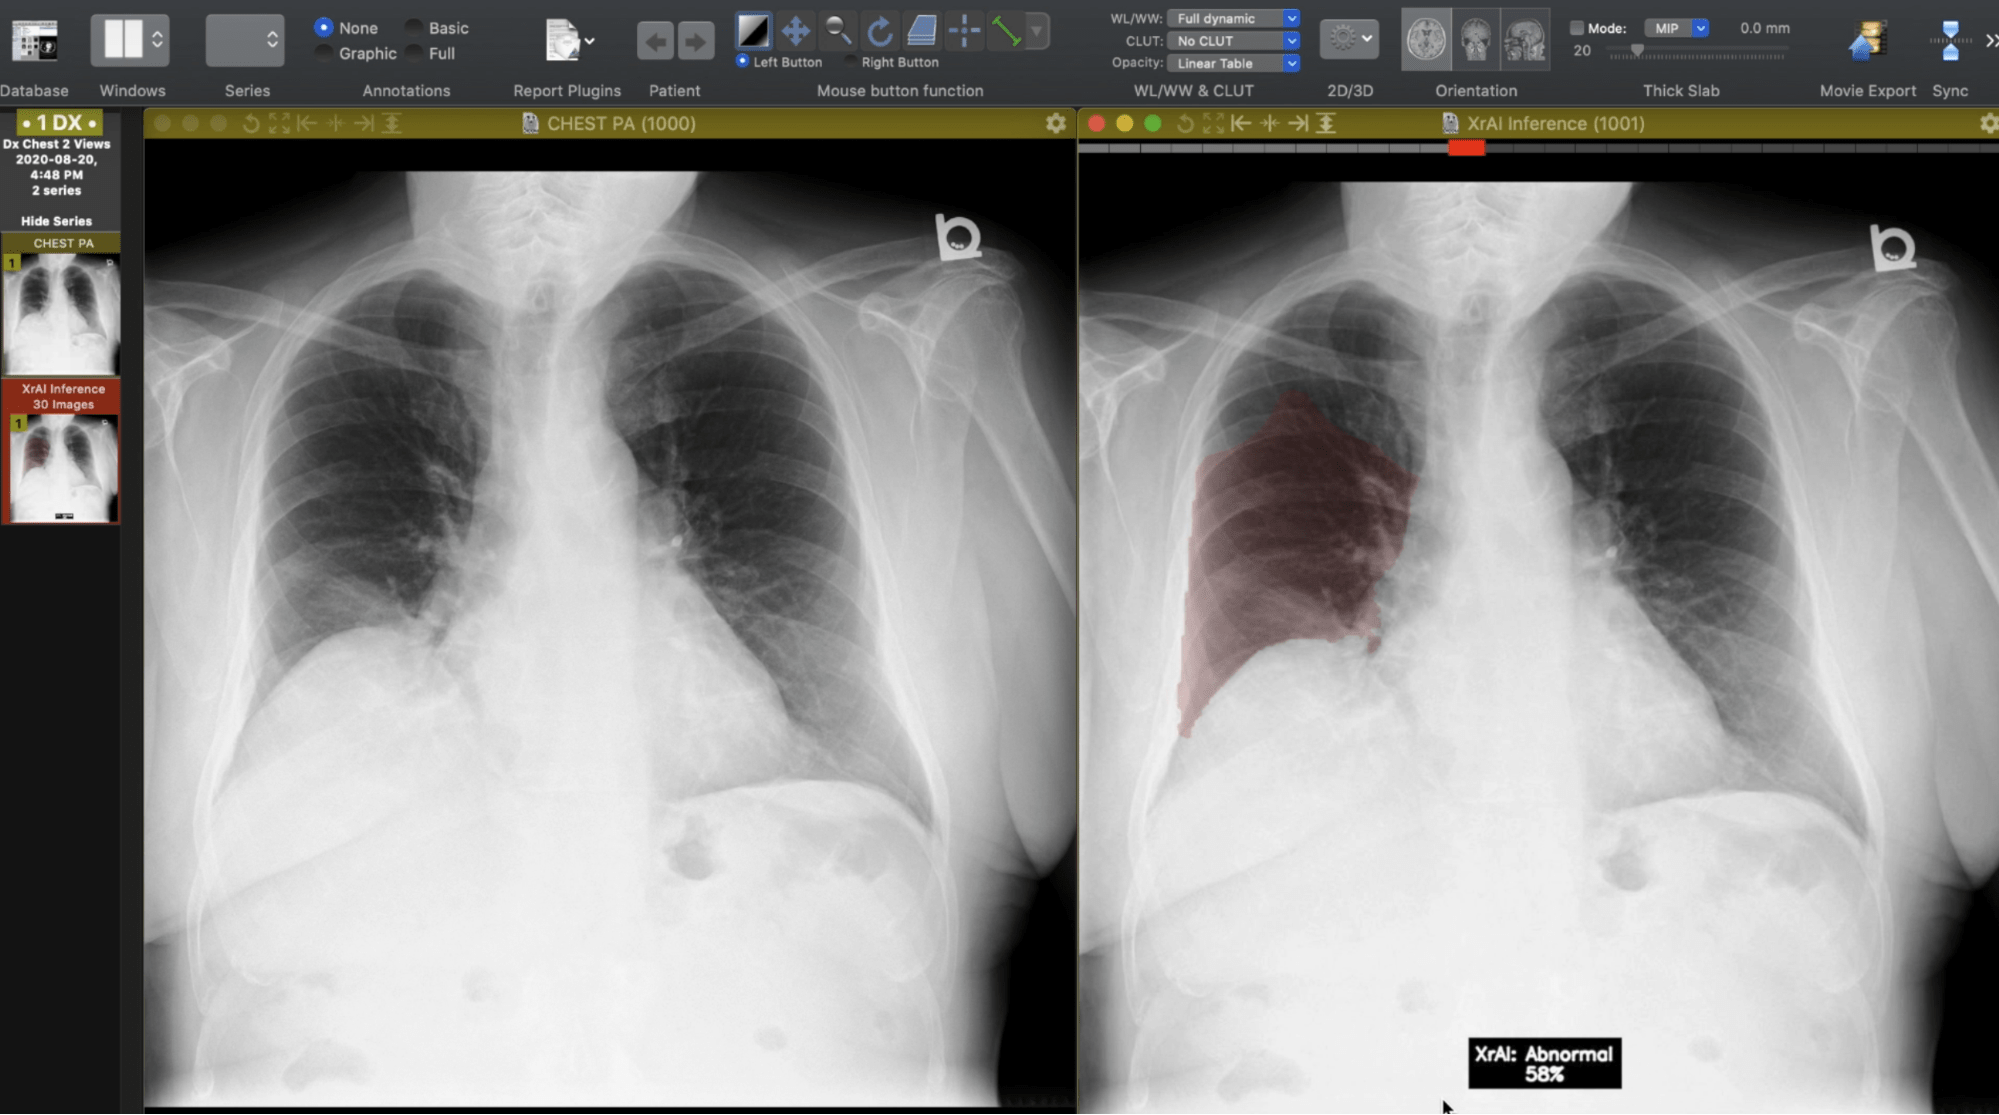 None
Basic
Graphic
Full
Left Button
Right Button
WL/WW: Full dynamic
CLUT: No CLUT
Opacity: Linear Table
Mode: MIP 0.0 mm
20
Database
Windows
Series
Annotations
Report Plugins
Patient
Mouse button function
WL/WW & CLUT
2D/3D
Orientation
Thick Slab
Movie Export
Sync
• 1 DX •
Dx Chest 2 Views
2020-08-20,
4:48 PM
2 series
Hide Series
CHEST PA
1
XrAI Inference
30 Images
1
CHEST PA (1000)
XrAI Inference (1001)
XrAI: Abnormal
58%